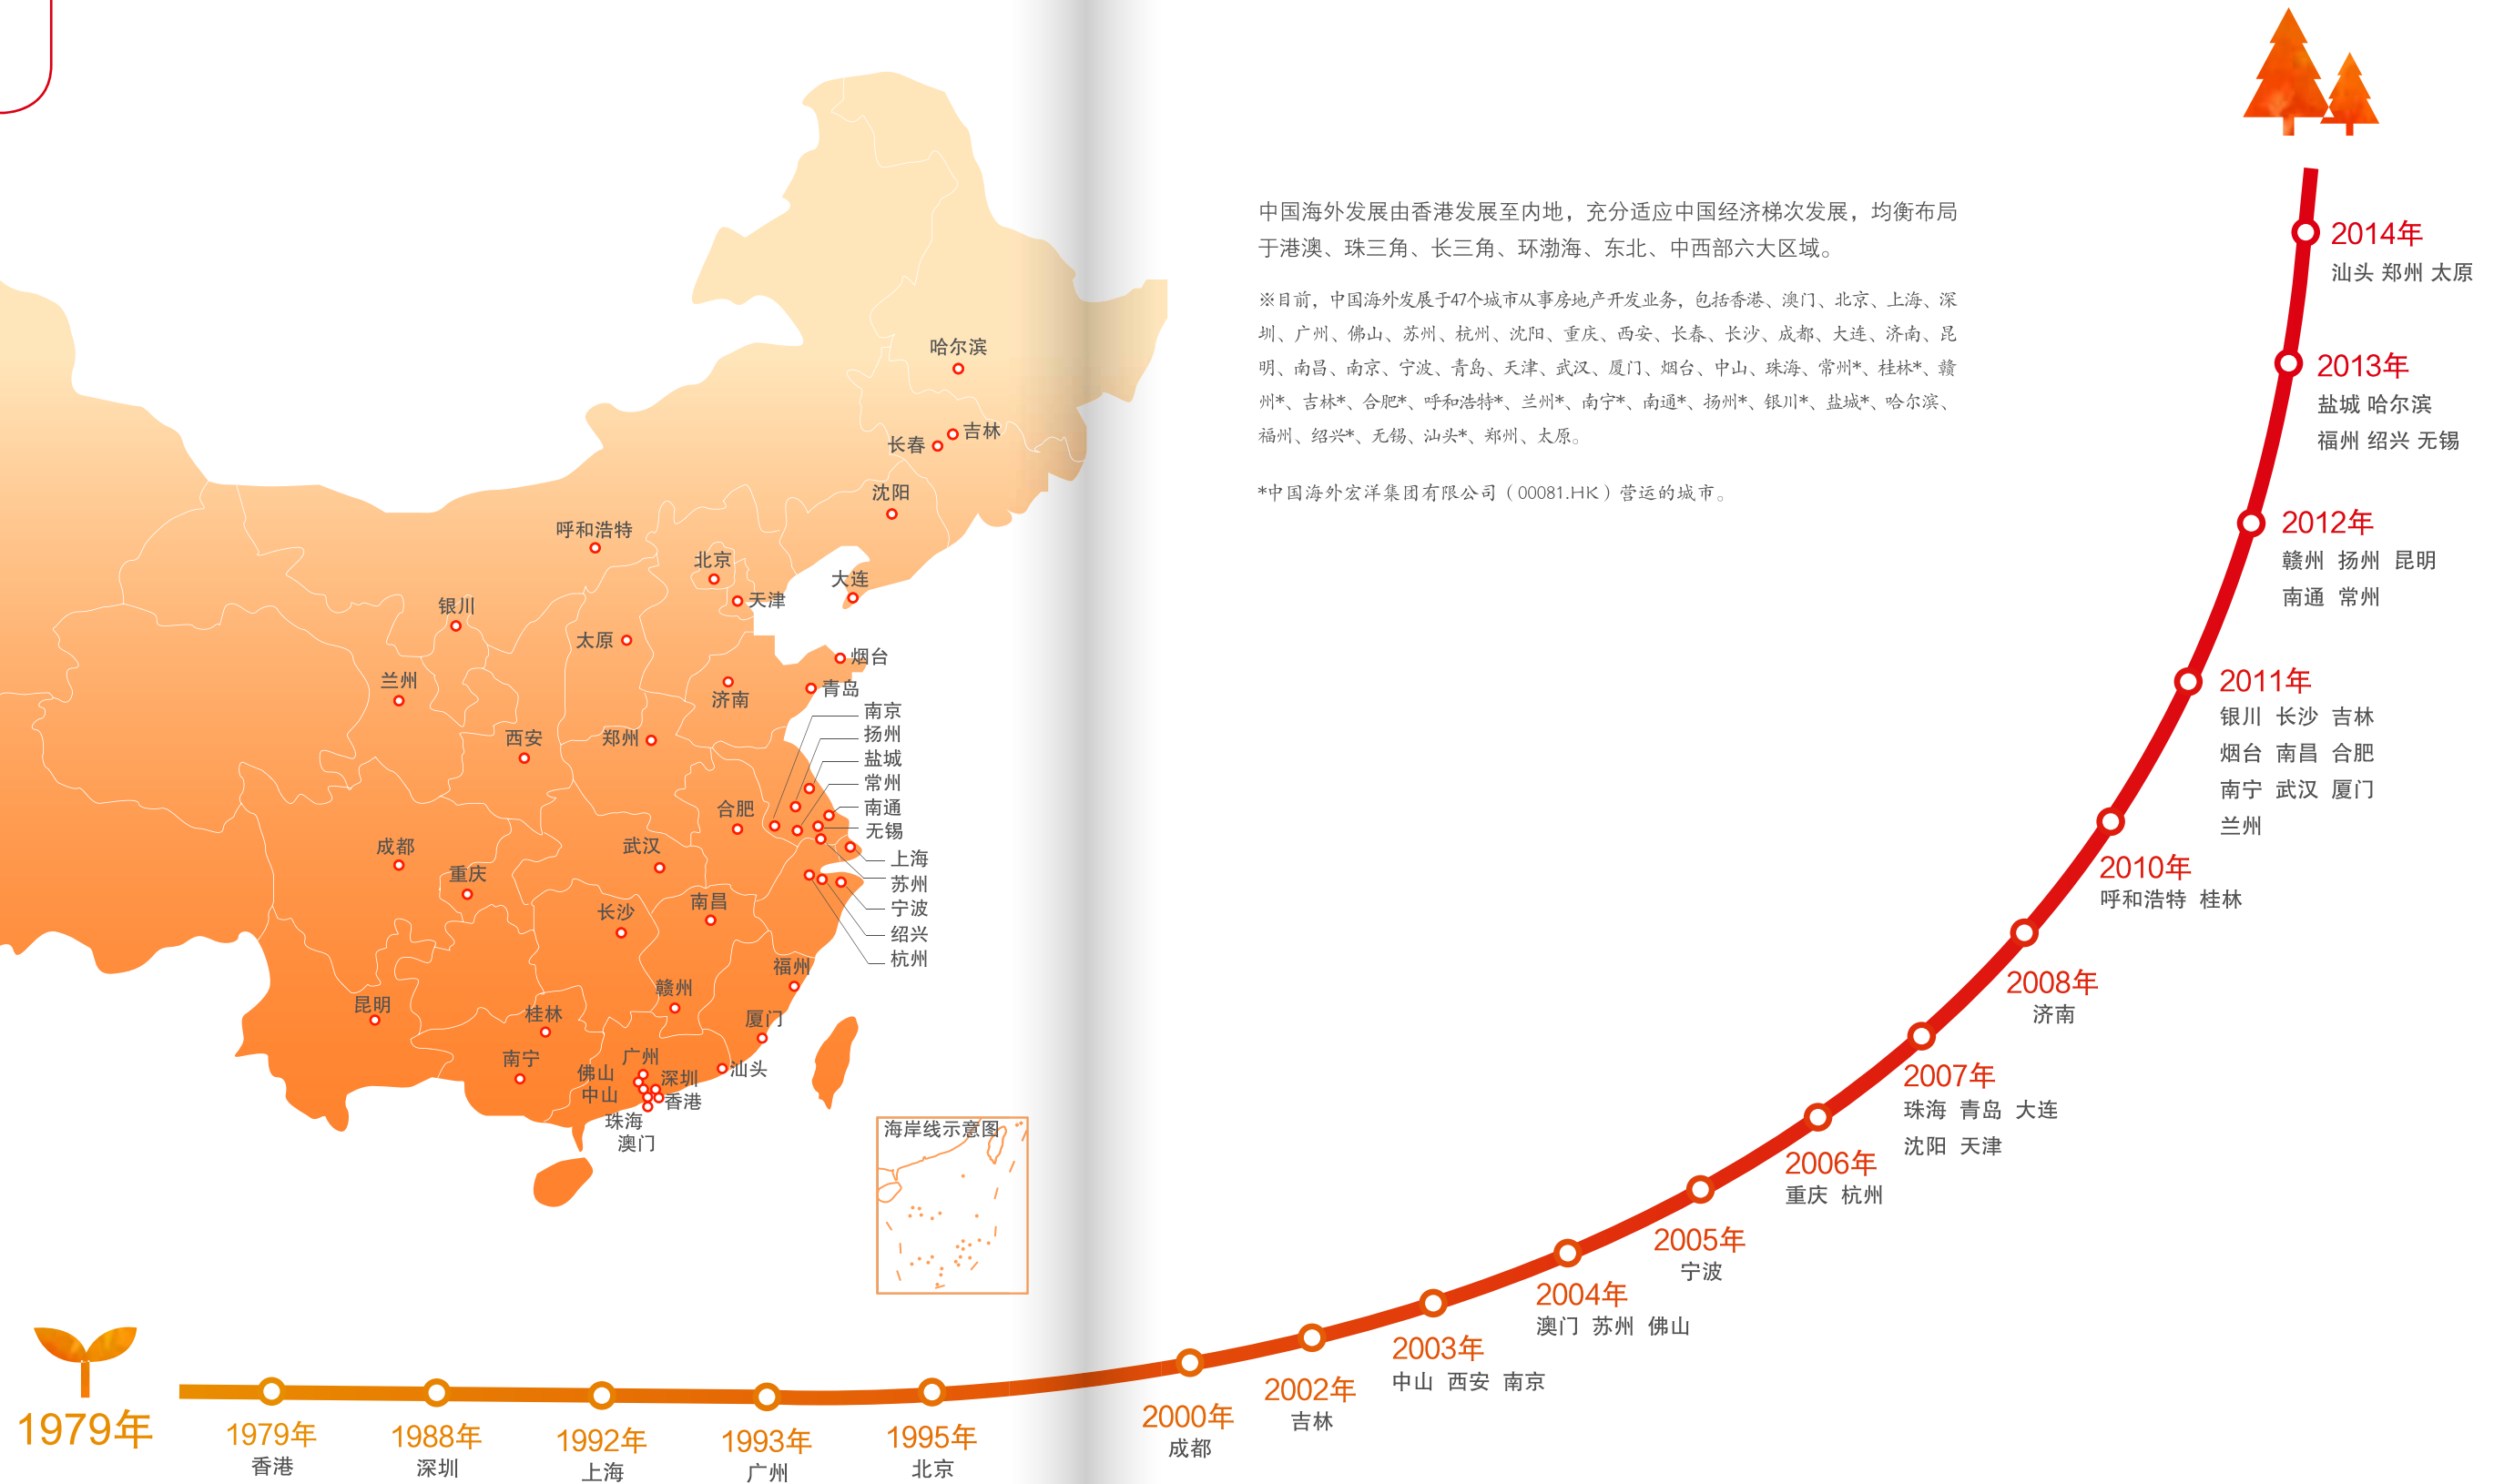 中国海外发展由香港发展至内地，充分适应中国经济梯次发展，均衡布局
于港澳、珠三角、长三角、环渤海、东北、中西部六大区域。
※目前，中国海外发展于47个城市从事房地产开发业务，包括香港、澳门、北京、上海、深
圳、广州、佛山、苏州、杭州、沈阳、重庆、西安、长春、长沙、成都、大连、济南、昆
明、南昌、南京、宁波、青岛、天津、武汉、厦门、烟台、中山、珠海、常州*、桂林*、赣
州*、吉林*、合肥*、呼和浩特*、兰州*、南宁*、南通*、扬州*、银川*、盐城*、哈尔滨、
福州、绍兴*、无锡、汕头*、郑州、太原。
*中国海外宏洋集团有限公司（00081.HK）营运的城市。
哈尔滨
吉林
长春
沈阳
呼和浩特
北京
大连
天津
银川
太原
烟台
兰州
青岛
济南
南京
扬州
西安
郑州
盐城
常州
南通
合肥
无锡
成都
武汉
上海
重庆
苏州
南昌
宁波
长沙
绍兴
杭州
福州
赣州
昆明
桂林
厦门
南宁
广州
汕头
佛山
深圳
中山
香港
珠海
澳门
海岸线示意图
1979年
1979年
香港
1988年
深圳
1992年
上海
1993年
广州
1995年
北京
2000年
成都
2002年
吉林
2003年
中山 西安 南京
2004年
澳门 苏州 佛山
2005年
宁波
2006年
重庆 杭州
2007年
珠海 青岛 大连
沈阳 天津
2008年
济南
2010年
呼和浩特 桂林
2011年
银川 长沙 吉林
烟台 南昌 合肥
南宁 武汉 厦门
兰州
2012年
赣州 扬州 昆明
南通 常州
2013年
盐城 哈尔滨
福州 绍兴 无锡
2014年
汕头 郑州 太原